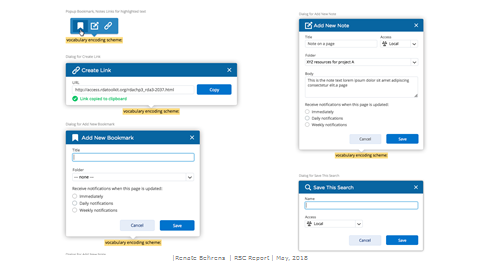 Popup Bookmark, Notes, Links for highlighted text
vocabulary encoding scheme:
Dialog for Create Link
Create Link
URL
http://access.rdatoolkit.org/rdachp3_rda3-2037.html
Copy
Link copied to clipboard.
vocabulary encoding scheme:
Dialog for Add New Bookmark
Add New Bookmark
Title
Folder
-- none --
Receive notifications when this page is updated:
Immediately
Daily notifications
Weekly notifications
Cancel
Save
vocabulary encoding scheme:
Dialog for Add New Note
Add New Note
Title
Access
Note on a page
Local
Folder
XYZ resources for project A
Body
This is the note text lorem ipsum dolor sit amet adipiscing
consectetur elit.a page
Receive notifications when this page is updated:
Immediately
Daily notifications
Weekly notifications
Cancel
Save
vocabulary encoding scheme:
Dialog for Save This Search
Save This Search
Name
Access
Local
Cancel
Save
|Renate Behrens | RSC Report | May, 2018